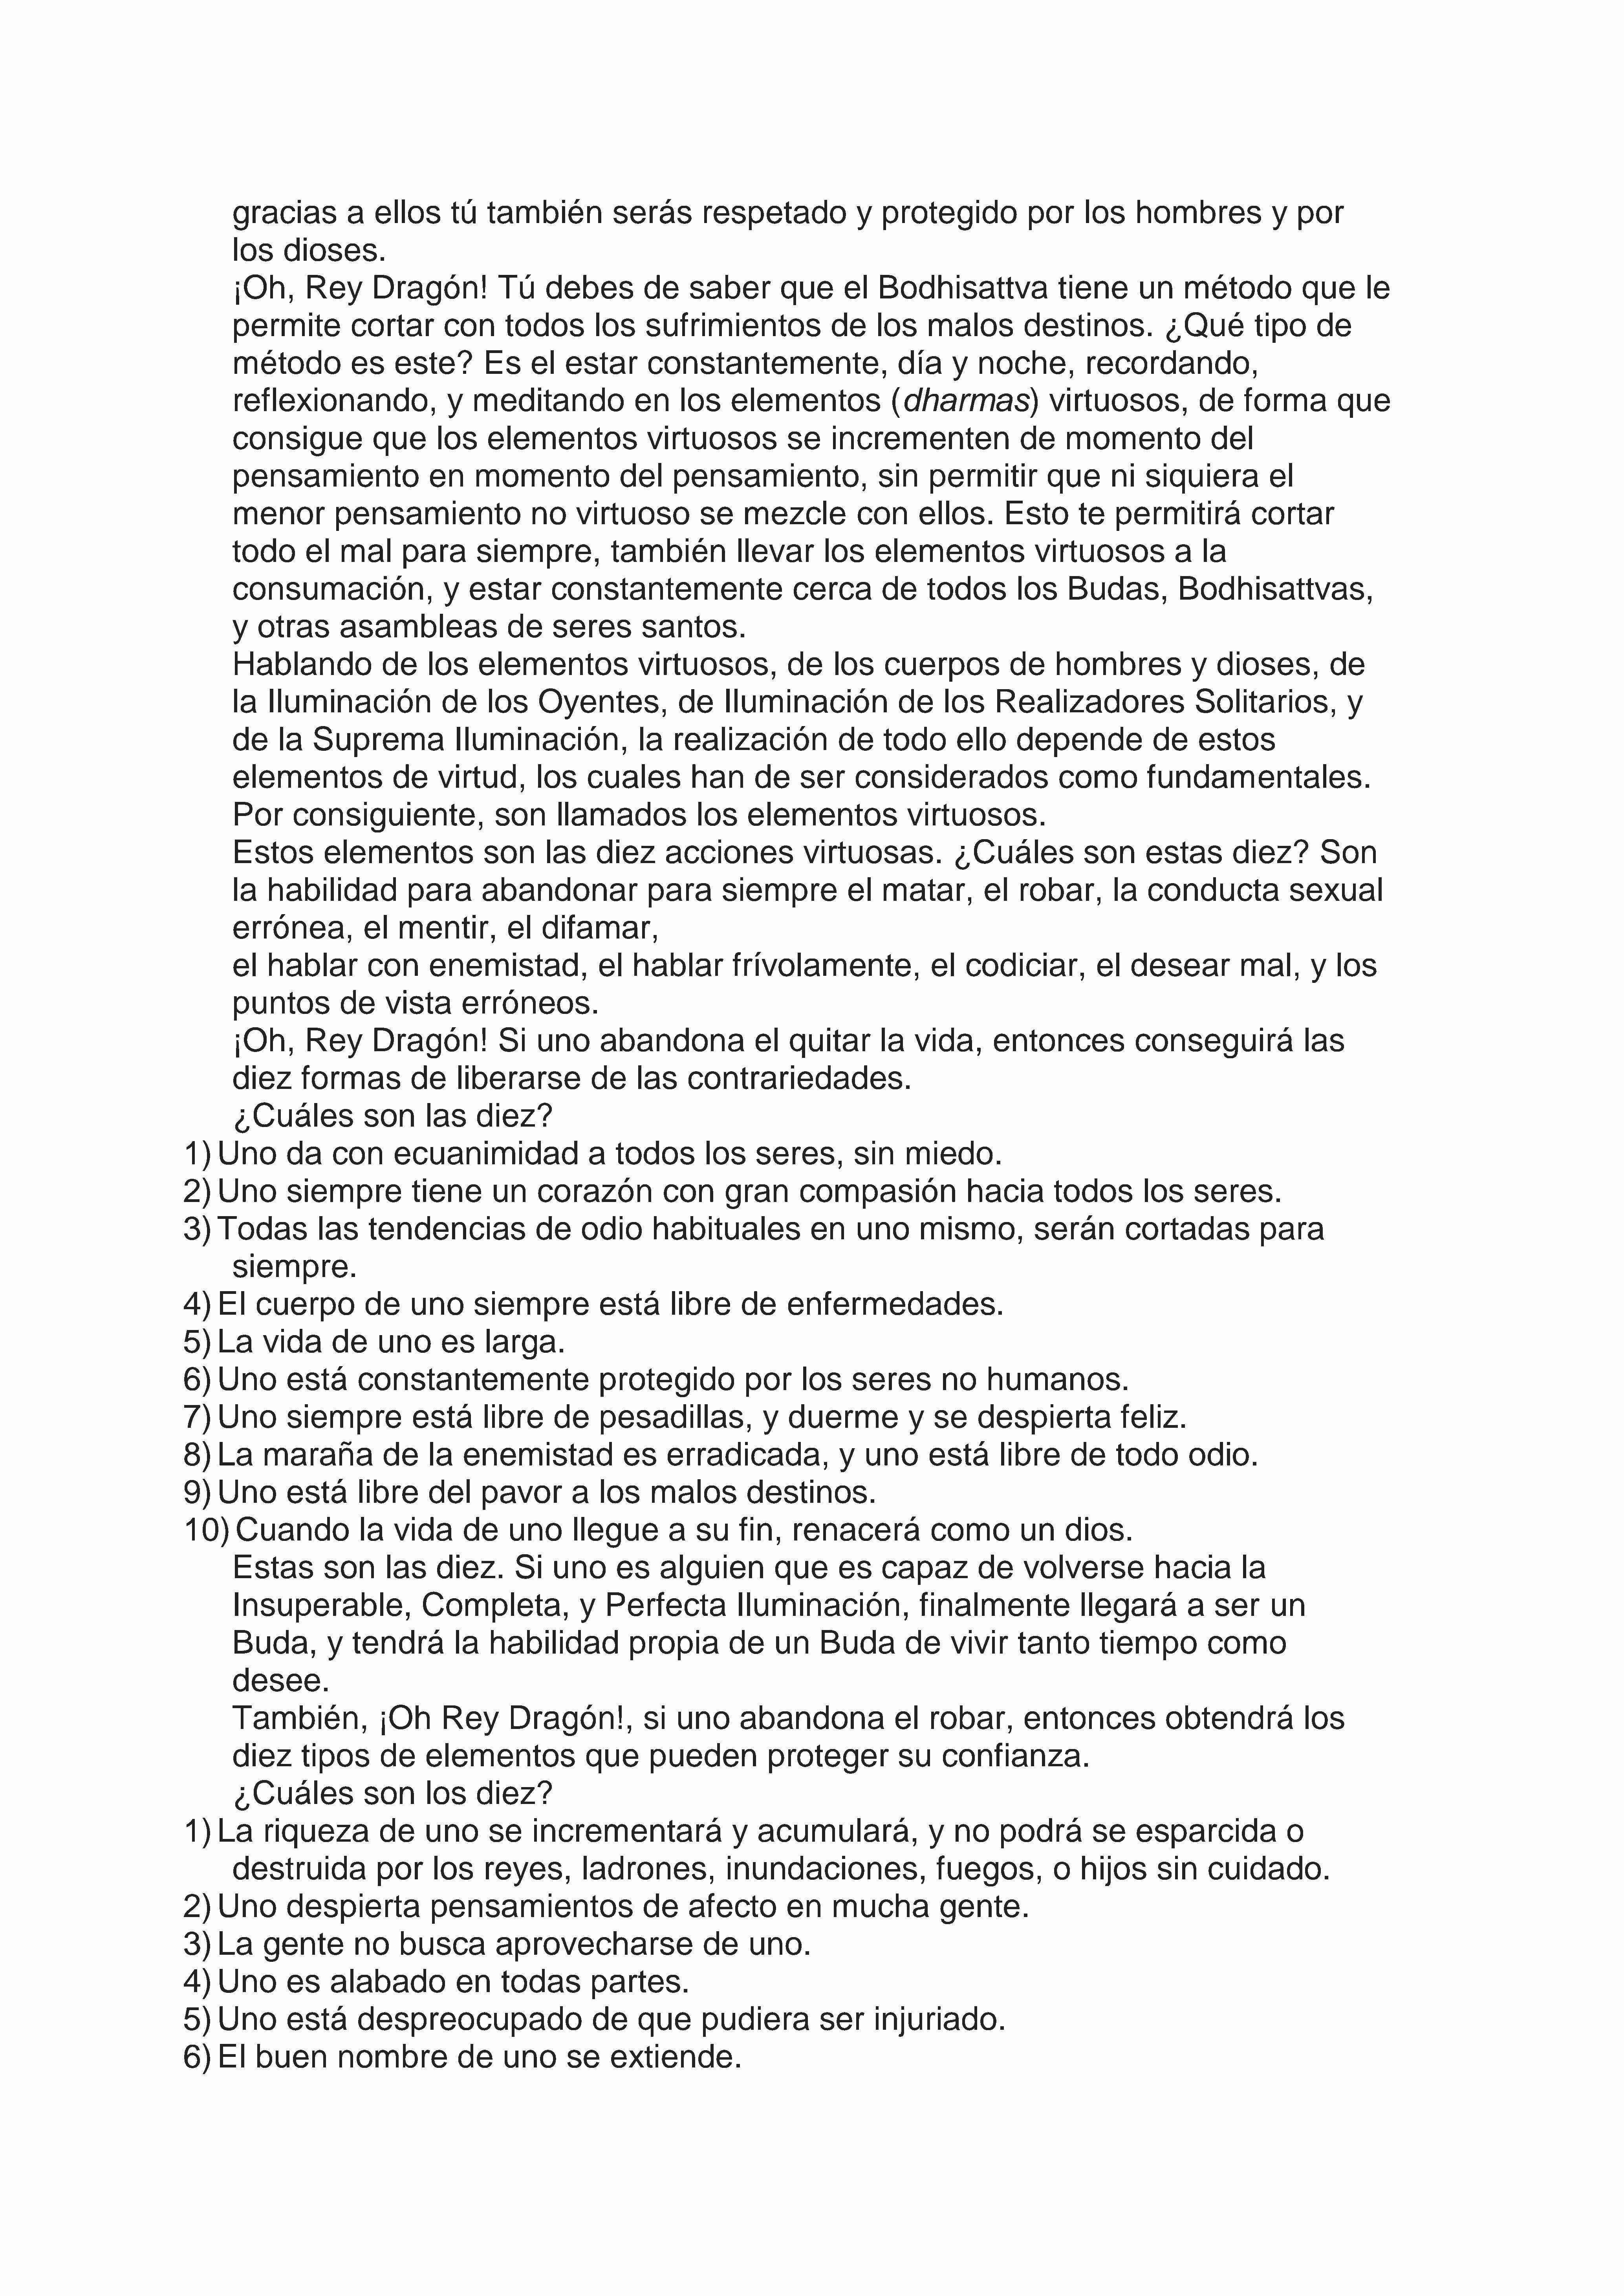 gracias a ellos tú también serás respetado y protegido por los hombres y por
los dioses.
¡Oh, Rey Dragón! Tú debes de saber que el Bodhisattva tiene un método que le
permite cortar con todos los sufrimientos de los malos destinos. ¿Qué tipo de
método es este? Es el estar constantemente, día y noche, recordando,
reflexionando, y meditando en los elementos (dharmas) virtuosos, de forma que
consigue que los elementos virtuosos se incrementen de momento del
pensamiento en momento del pensamiento, sin permitir que ni siquiera el
menor pensamiento no virtuoso se mezcle con ellos. Esto te permitirá cortar
todo el mal para siempre, también llevar los elementos virtuosos a la
consumación, y estar constantemente cerca de todos los Budas, Bodhisattvas,
y otras asambleas de seres santos.
Hablando de los elementos virtuosos, de los cuerpos de hombres y dioses, de
la Iluminación de los Oyentes, de Iluminación de los Realizadores Solitarios, y
de la Suprema Iluminación, la realización de todo ello depende de estos
elementos de virtud, los cuales han de ser considerados como fundamentales.
Por consiguiente, son llamados los elementos virtuosos.
Estos elementos son las diez acciones virtuosas. ¿Cuáles son estas diez? Son
la habilidad para abandonar para siempre el matar, el robar, la conducta sexual
errónea, el mentir, el difamar,
el hablar con enemistad, el hablar frívolamente, el codiciar, el desear mal, y los
puntos de vista erróneos.
¡Oh, Rey Dragón! Si uno abandona el quitar la vida, entonces conseguirá las
diez formas de liberarse de las contrariedades.
¿Cuáles son las diez?
1) Uno da con ecuanimidad a todos los seres, sin miedo.
2) Uno siempre tiene un corazón con gran compasión hacia todos los seres.
3) Todas las tendencias de odio habituales en uno mismo, serán cortadas para
siempre.
4) El cuerpo de uno siempre está libre de enfermedades.
5) La vida de uno es larga.
6) Uno está constantemente protegido por los seres no humanos.
7) Uno siempre está libre de pesadillas, y duerme y se despierta feliz.
8) La maraña de la enemistad es erradicada, y uno está libre de todo odio.
9) Uno está libre del pavor a los malos destinos.
10) Cuando la vida de uno llegue a su fin, renacerá como un dios.
Estas son las diez. Si uno es alguien que es capaz de volverse hacia la
Insuperable, Completa, y Perfecta Iluminación, finalmente llegará a ser un
Buda, y tendrá la habilidad propia de un Buda de vivir tanto tiempo como
desee.
También, ¡Oh Rey Dragón!, si uno abandona el robar, entonces obtendrá los
diez tipos de elementos que pueden proteger su confianza.
¿Cuáles son los diez?
1) La riqueza de uno se incrementará y acumulará, y no podrá se esparcida o
destruida por los reyes, ladrones, inundaciones, fuegos, o hijos sin cuidado.
2) Uno despierta pensamientos de afecto en mucha gente.
3) La gente no busca aprovecharse de uno.
4) Uno es alabado en todas partes.
5) Uno está despreocupado de que pudiera ser injuriado.
6) El buen nombre de uno se extiende.